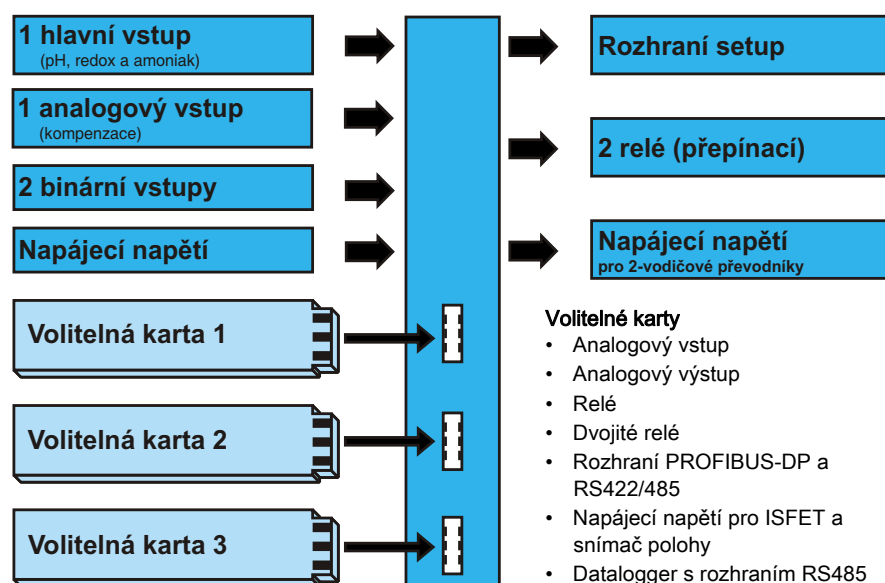 1 hlavní vstup
(pH, redox a amoniak)
1 analogový vstup
(kompenzace)
2 binární vstupy
Napájecí napětí
Rozhraní setup
2 relé (přepínací)
Napájecí napětí
pro 2-vodičové převodníky
Volitelná karta 1
Volitelná karta 2
Volitelná karta 3
Volitelné karty
• Analogový vstup
• Analogový výstup
• Relé
• Dvojité relé
• Rozhraní PROFIBUS-DP a
RS422/485
• Napájecí napětí pro ISFET a
snímač polohy
• Datalogger s rozhraním RS485